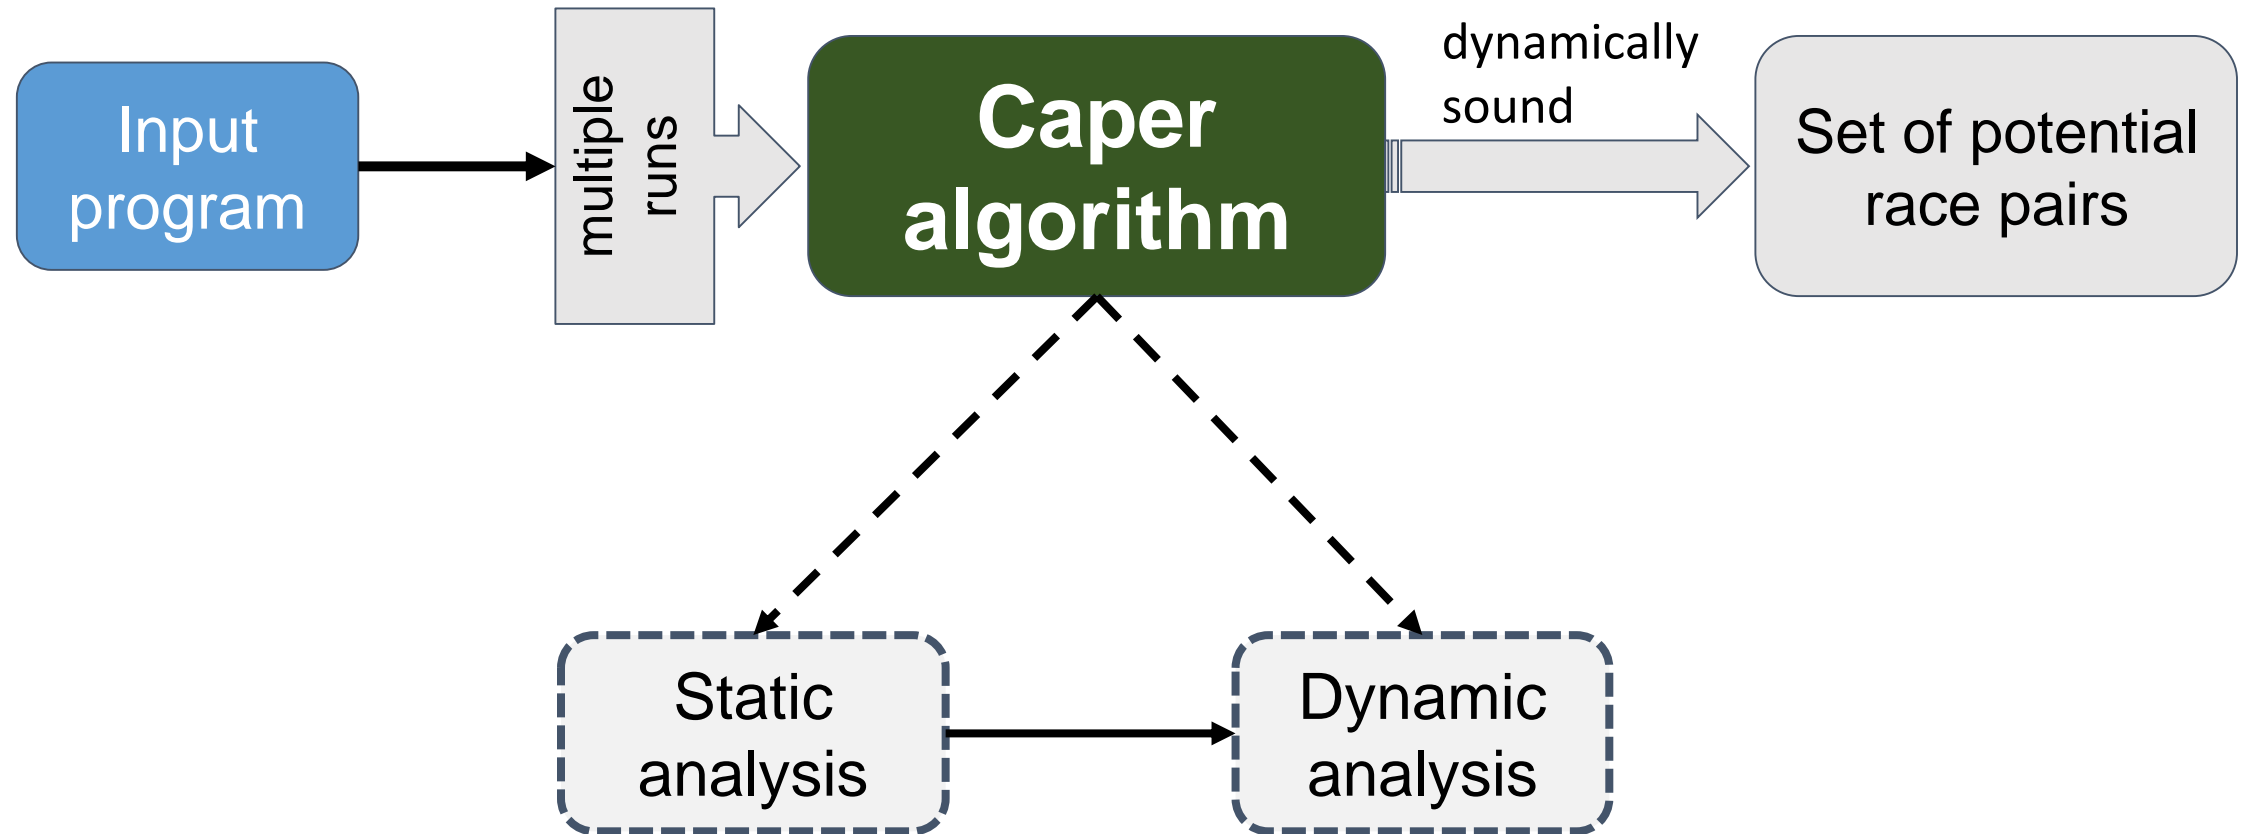 Input
program
multiple
runs
Caper
algorithm
dynamically
sound
Set of potential
race pairs
Static
analysis
Dynamic
analysis